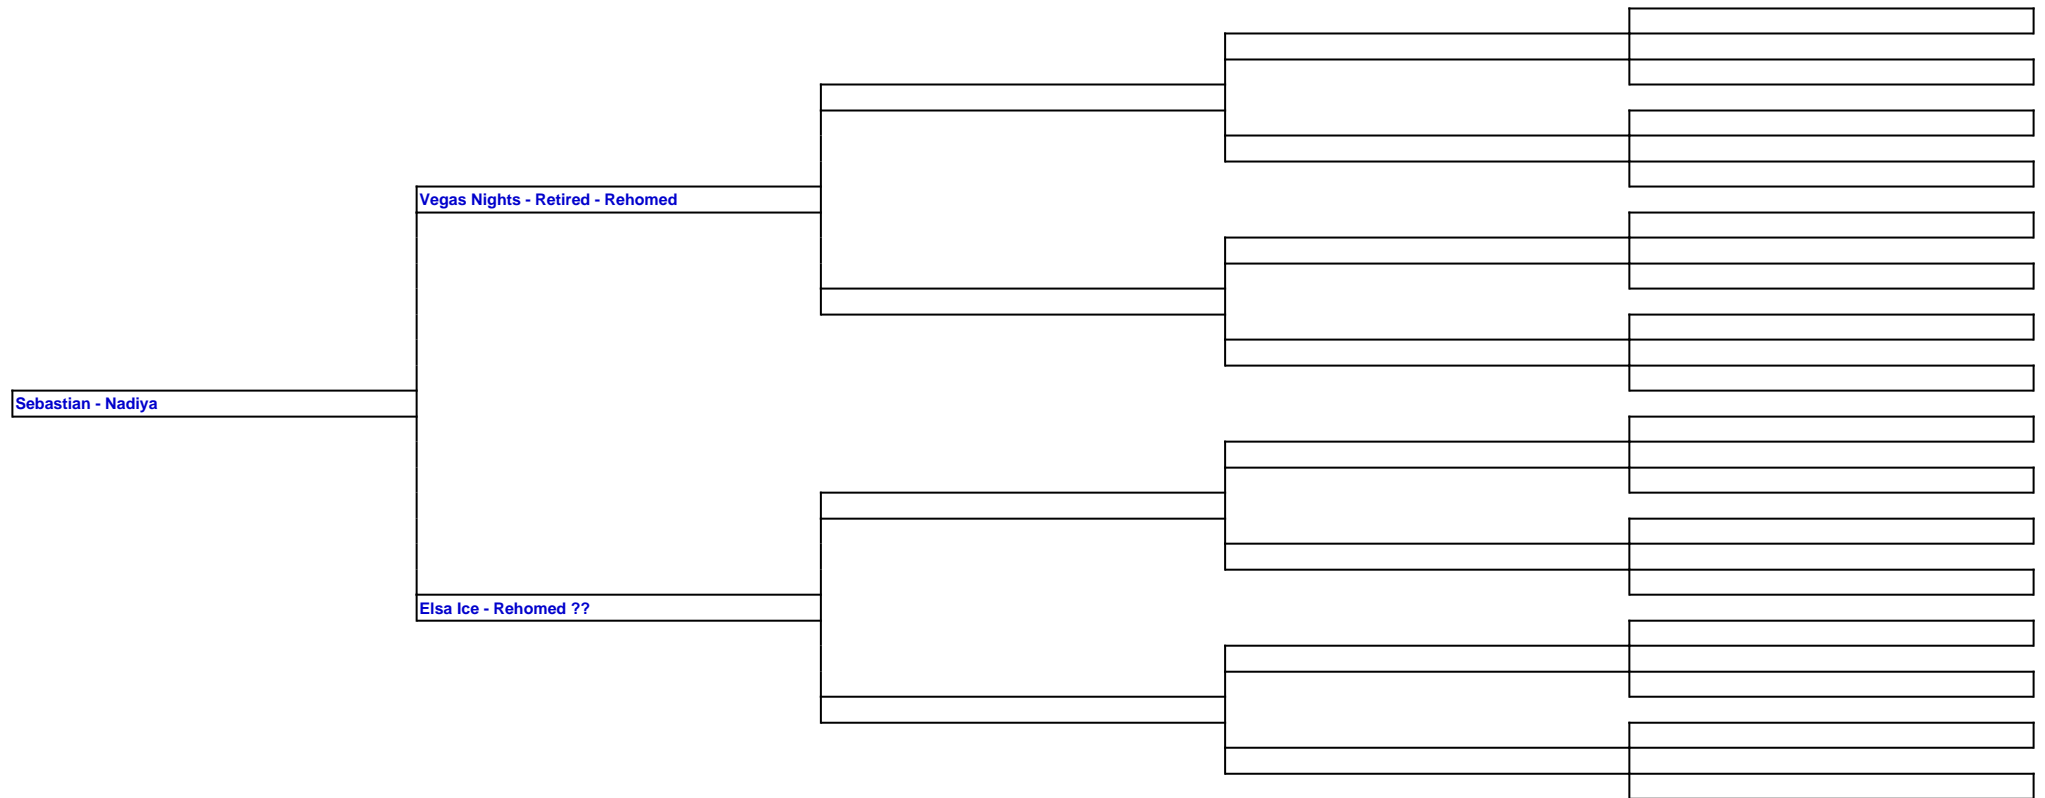 Vegas Nights - Retired - Rehomed
Sebastian - Nadiya
Elsa Ice - Rehomed ??